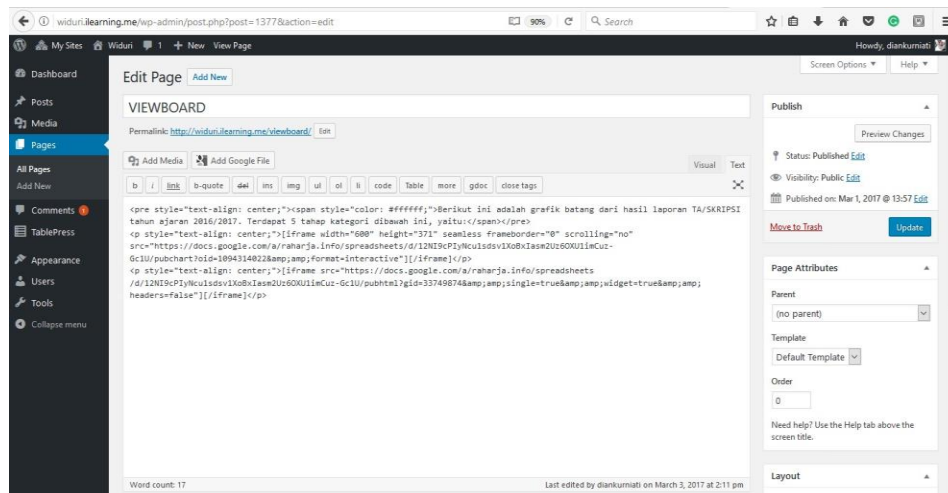 widuri.ilearning.me/wp-admin/post.php?post=1377&action=edit 90% Search
My Sites Widuri 1 + New View Page Howdy, diankurniati
Screen Options Help
Dashboard
Posts
Media
Pages
All Pages
Add New
Comments 1
TablePress
Appearance
Users
Tools
Collapse menu
Edit Page Add New
VIEWBOARD
Permalink: http://widuri.ilearning.me/viewboard/ Edit
Add Media Add Google File Visual Text
b i link b-quote del ins img ul ol li code Table more gdoc close tags
<pre style="text-align: center;"><span style="color: #ffffff;">Berikut ini adalah grafik batang dari hasil laporan TA/SKRIPSI
tahun ajaran 2016/2017. Terdapat 5 tahap kategori dibawah ini, yaitu:</span></pre>
<p style="text-align: center;">[iframe width="600" height="371" seamless frameborder="0" scrolling="no"
src="https://docs.google.com/a/raharja.info/spreadsheets/d/12NI9cPIyNcu1sdsv1XoBxIasm2Uz6OXU1imCuz-
Gc1U/pubchart?oid=1094314022&amp;amp;format=interactive"][/iframe]</p>
<p style="text-align: center;">[iframe src="https://docs.google.com/a/raharja.info/spreadsheets
/d/12NI9cPIyNcu1sdsv1XoBxIasm2Uz6OXU1imCuz-Gc1U/pubhtml?gid=33749874&amp;amp;single=true&amp;amp;widget=true&amp;amp;
headers=false"][/iframe]</p>
Word count: 17 Last edited by diankurniati on March 3, 2017 at 2:11 pm
Publish
Preview Changes
Status: Published Edit
Visibility: Public Edit
Published on: Mar 1, 2017 @ 13:57 Edit
Move to Trash Update
Page Attributes
Parent
(no parent)
Template
Default Template
Order
0
Need help? Use the Help tab above the
screen title.
Layout